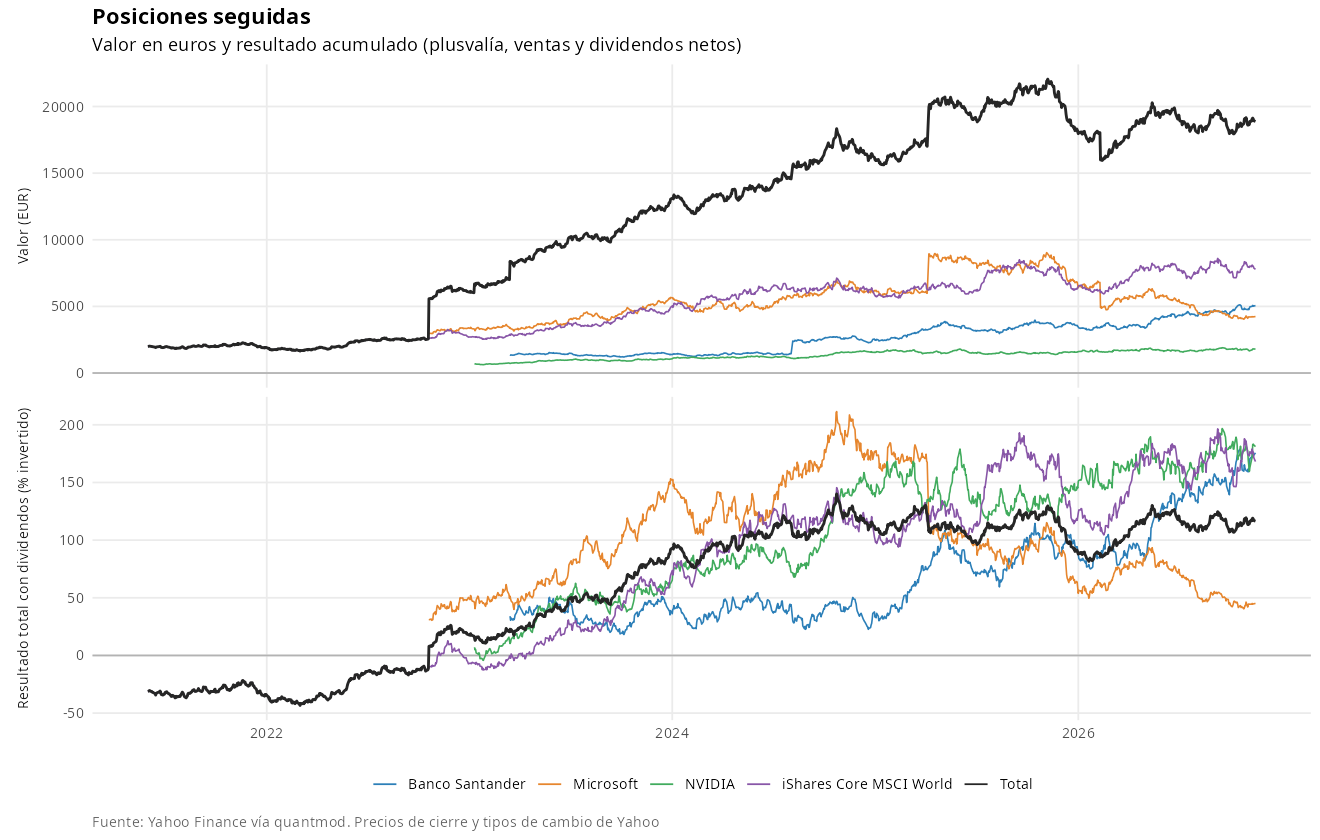 Posiciones seguidas
Valor en euros y resultado acumulado (plusvalía, ventas y dividendos netos)
Valor (EUR)
20000
15000
10000
5000
0
Resultado total con dividendos (% invertido)
200
150
100
50
0
-50
2022
2024
2026
Banco Santander
Microsoft
NVIDIA
iShares Core MSCI World
Total
Fuente: Yahoo Finance vía quantmod. Precios de cierre y tipos de cambio de Yahoo